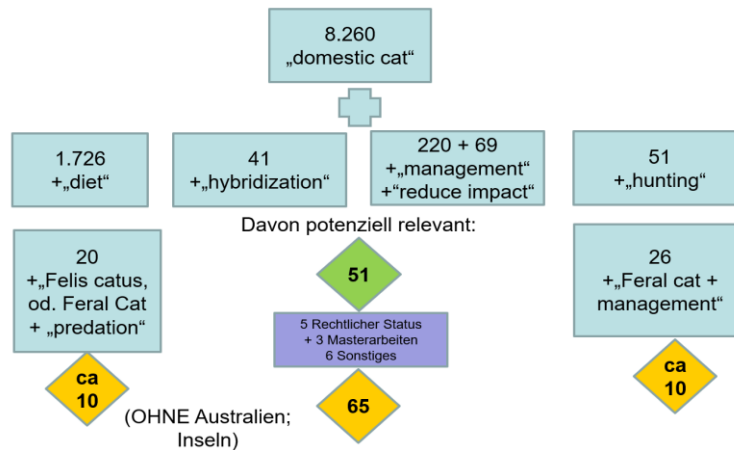 8.260
„domestic cat“
1.726
+„diet“
41
+„hybridization“
220 + 69
+„management“
+“reduce impact“
51
+„hunting“
Davon potenziell relevant:
20
+„Felis catus,
od. Feral Cat
+ „predation“
51
26
+„Feral cat +
management“
5 Rechtlicher Status
+ 3 Masterarbeiten
6 Sonstiges
ca
10
65
ca
10
(OHNE Australien;
Inseln)